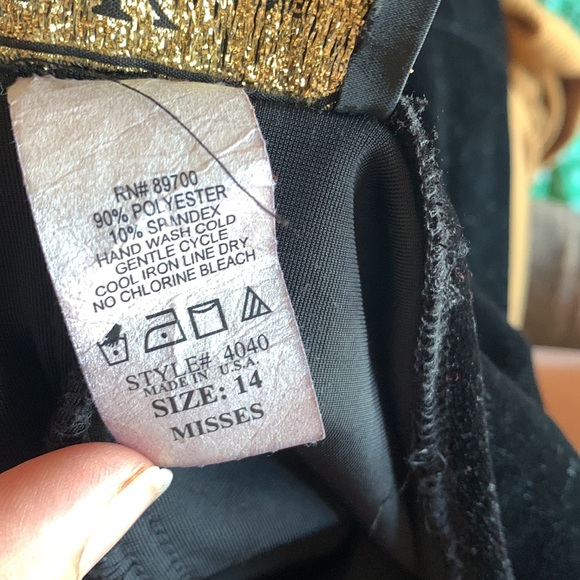 RN# 89700
90% POLYESTER
10% SPANDEX
HAND WASH COLD
GENTLE CYCLE
COOL IRON LINE DRY
NO CHLORINE BLEACH
STYLE# 4040
MADE IN U.S.A.
SIZE: 14
MISSES